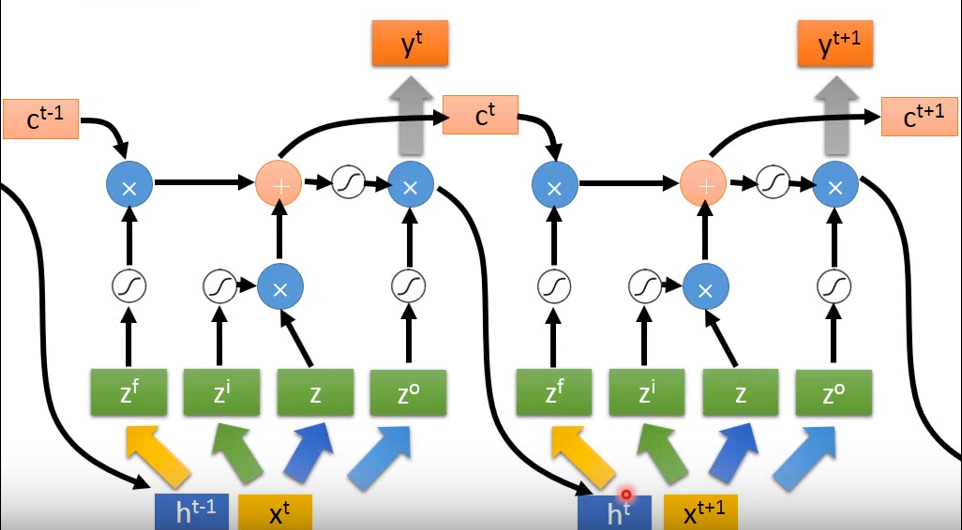 y^t
y^{t+1}
c^{t-1}
c^t
c^{t+1}
× + × × + ×
× ×
z^f z^i z z^o z^f z^i z z^o
h^{t-1} x^t h^t x^{t+1}